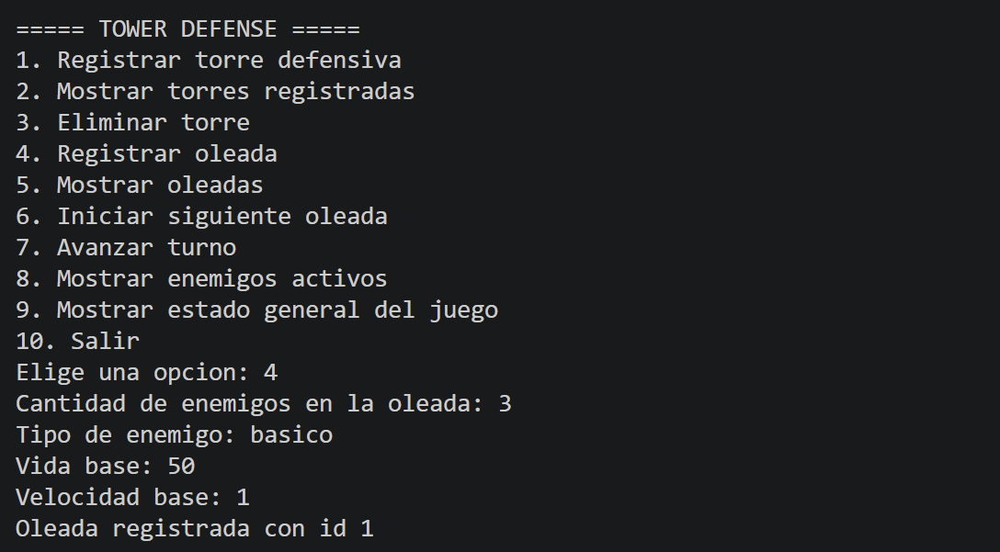 ===== TOWER DEFENSE =====
1. Registrar torre defensiva
2. Mostrar torres registradas
3. Eliminar torre
4. Registrar oleada
5. Mostrar oleadas
6. Iniciar siguiente oleada
7. Avanzar turno
8. Mostrar enemigos activos
9. Mostrar estado general del juego
10. Salir
Elige una opcion: 4
Cantidad de enemigos en la oleada: 3
Tipo de enemigo: basico
Vida base: 50
Velocidad base: 1
Oleada registrada con id 1